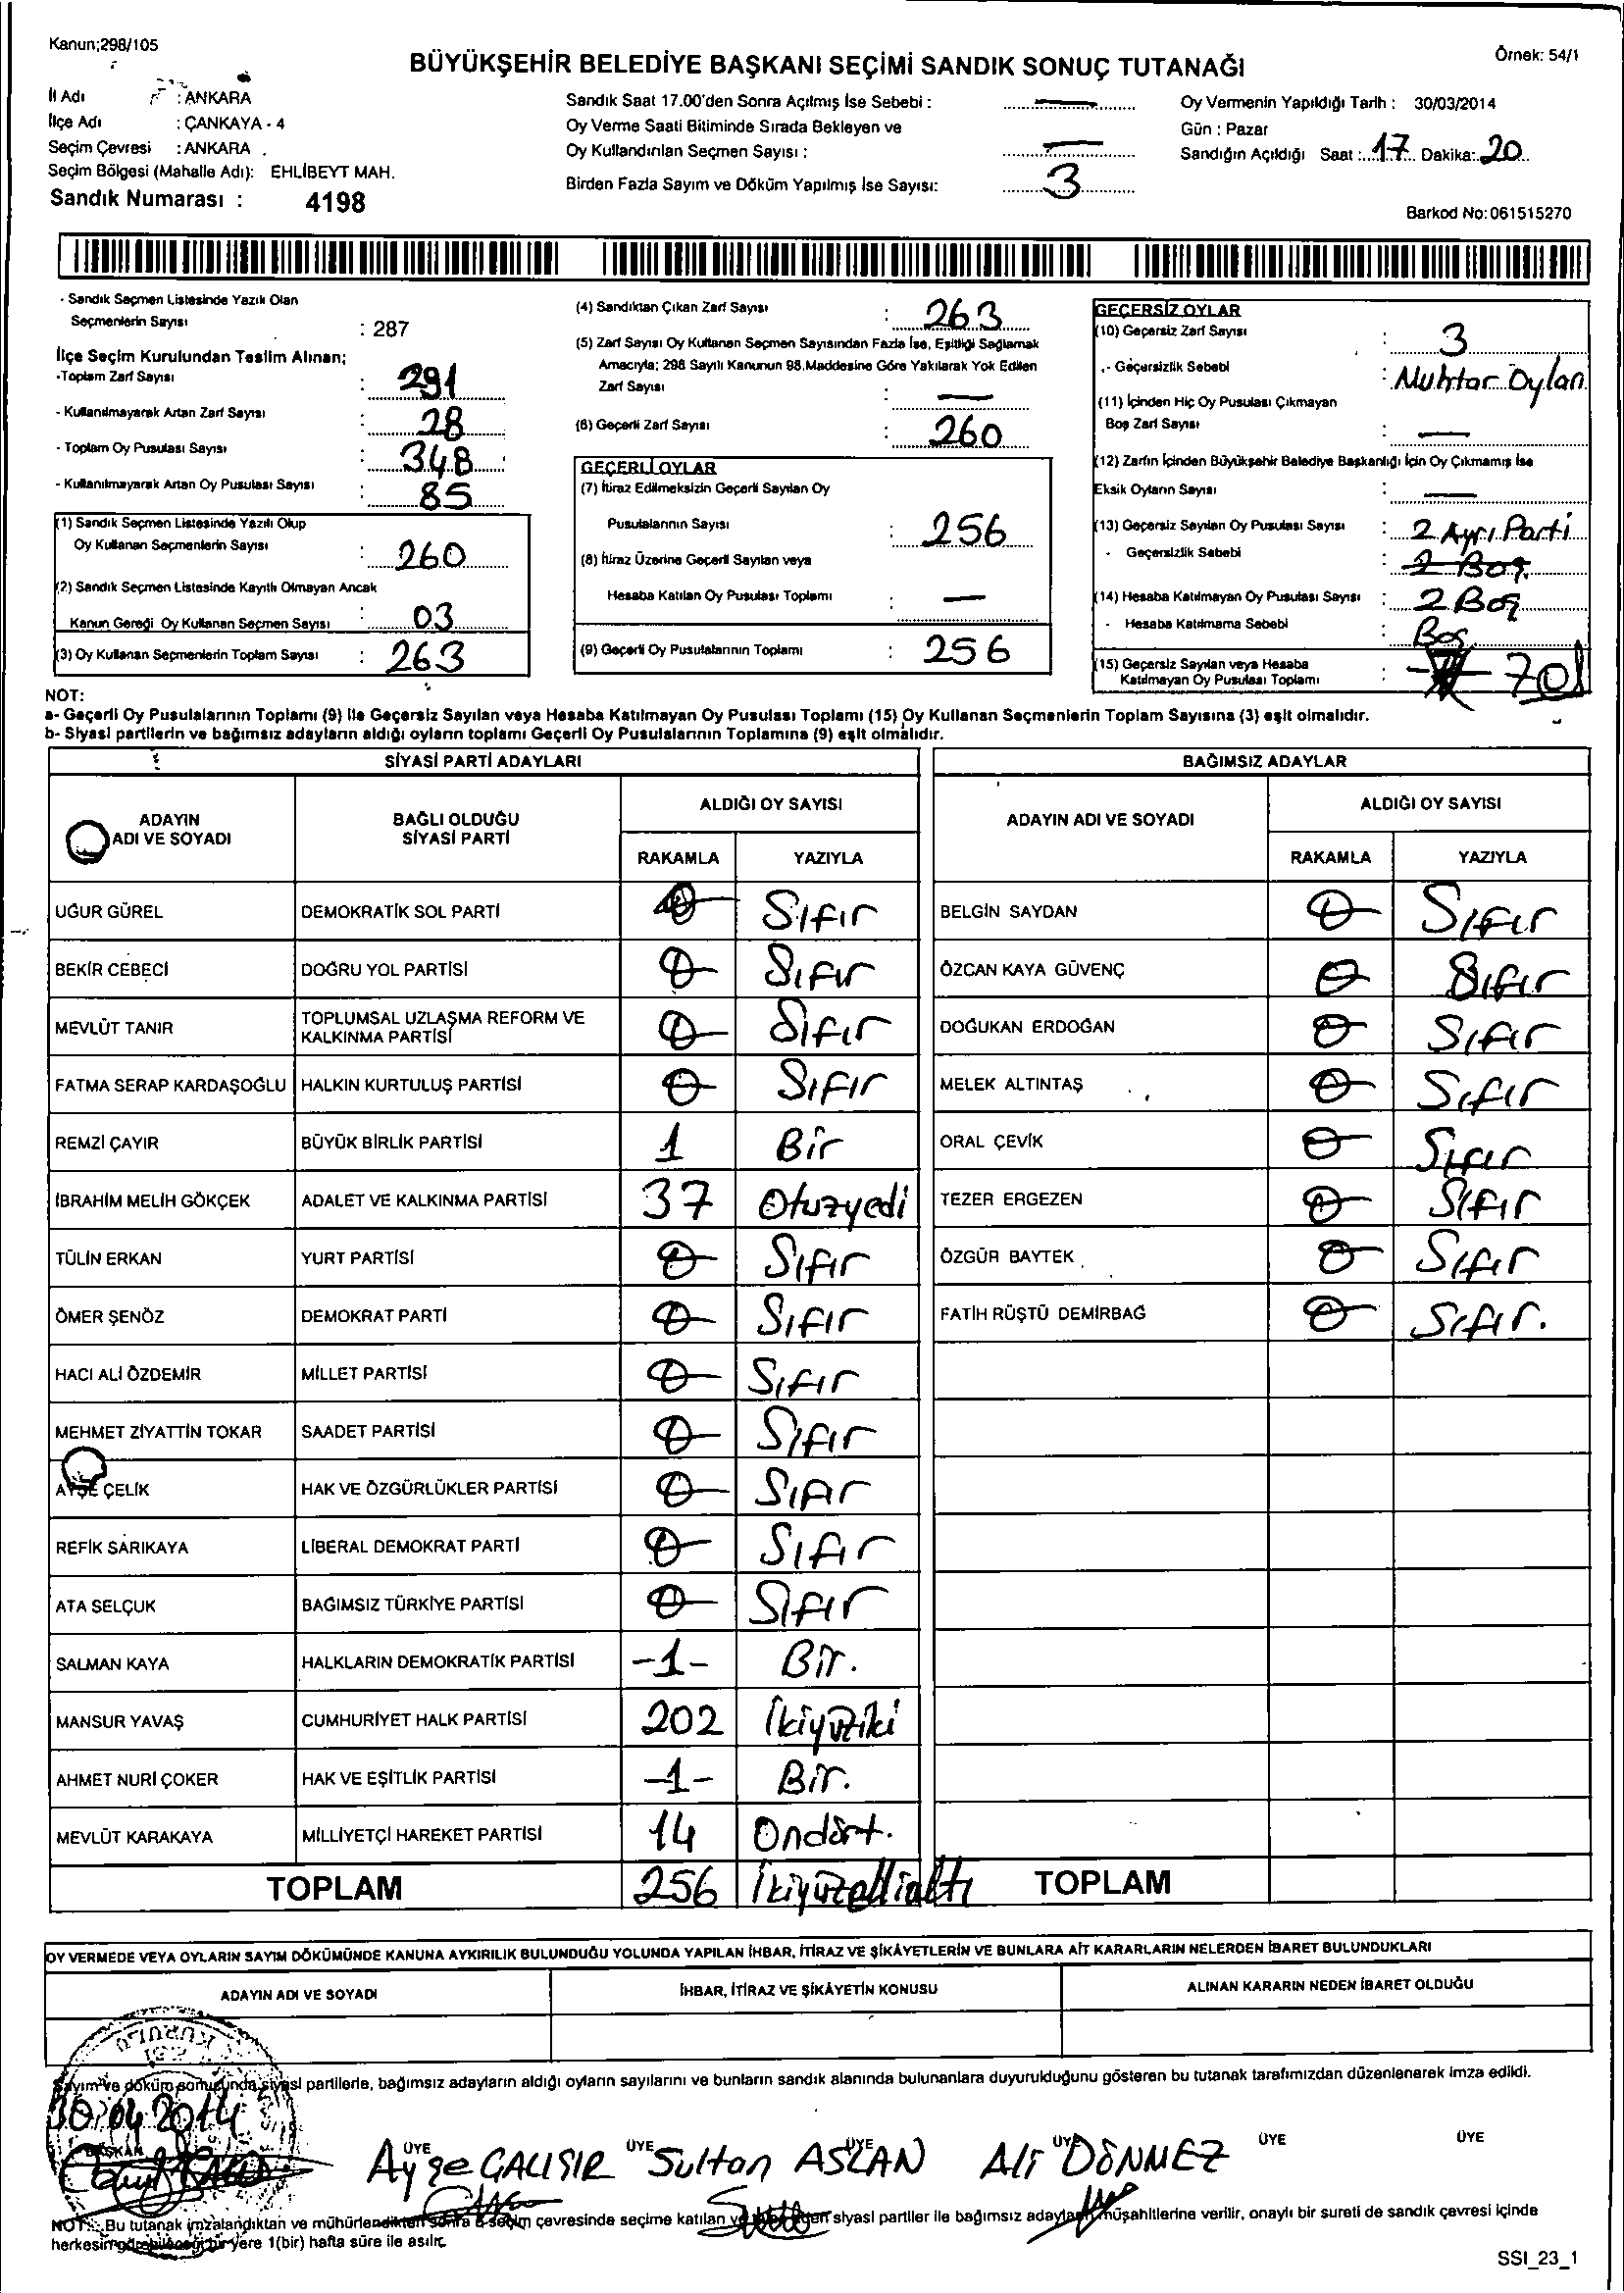 Kanun;298/105
BÜYÜKŞEHİR BELEDİYE BAŞKANI SEÇİMİ SANDIK SONUÇ TUTANAĞI
Örnek: 54/1
İl Adı : ANKARA
İlçe Adı : ÇANKAYA - 4
Seçim Çevresi : ANKARA
Seçim Bölgesi (Mahalle Adı): EHLİBEYT MAH.
Sandık Numarası : 4198
Sandık Saat 17.00'den Sonra Açılmış İse Sebebi : —
Oy Verme Saati Bitiminde Sırada Bekleyen ve
Oy Kullandırılan Seçmen Sayısı : —
Birden Fazla Sayım ve Döküm Yapılmış İse Sayısı: 3
Oy Vermenin Yapıldığı Tarih : 30/03/2014
Gün : Pazar
Sandığın Açıldığı Saat : 17 Dakika: 20
Barkod No: 061515270
- Sandık Seçmen Listesinde Yazılı Olan
Seçmenlerin Sayısı : 287
İlçe Seçim Kurulundan Teslim Alınan;
-Toplam Zarf Sayısı : 291
- Kullanılmayarak Artan Zarf Sayısı : 28
- Toplam Oy Pusulası Sayısı : 348
- Kullanılmayarak Artan Oy Pusulası Sayısı : 85
(1) Sandık Seçmen Listesinde Yazılı Olup
Oy Kullanan Seçmenlerin Sayısı : 260
(2) Sandık Seçmen Listesinde Kayıtlı Olmayan Ancak
Kanun Gereği Oy Kullanan Seçmen Sayısı : 03
(3) Oy Kullanan Seçmenlerin Toplam Sayısı : 263
(4) Sandıktan Çıkan Zarf Sayısı : 263
(5) Zarf Sayısı Oy Kullanan Seçmen Sayısından Fazla İse, Eşitliği Sağlamak
Amacıyla; 298 Sayılı Kanunun 98.Maddesine Göre Yakılarak Yok Edilen
Zarf Sayısı : —
(6) Geçerli Zarf Sayısı : 260
GEÇERLİ OYLAR
(7) İtiraz Edilmeksizin Geçerli Sayılan Oy
Pusulalarının Sayısı : 256
(8) İtiraz Üzerine Geçerli Sayılan veya
Hesaba Katılan Oy Pusulası Toplamı : —
(9) Geçerli Oy Pusulalarının Toplamı : 256
GEÇERSİZ OYLAR
(10) Geçersiz Zarf Sayısı : 3
- Geçersizlik Sebebi : Muhtar Oyları
(11) İçinden Hiç Oy Pusulası Çıkmayan
Boş Zarf Sayısı : —
(12) Zarfın İçinden Büyükşehir Belediye Başkanlığı İçin Oy Çıkmamış İse
Eksik Oyların Sayısı : —
(13) Geçersiz Sayılan Oy Pusulası Sayısı : 2 Ayrı Parti
- Geçersizlik Sebebi : 2 Boş
(14) Hesaba Katılmayan Oy Pusulası Sayısı : 2 Boş
- Hesaba Katılmama Sebebi : Boş
(15) Geçersiz Sayılan veya Hesaba
Katılmayan Oy Pusulası Toplamı :
NOT:
a- Geçerli Oy Pusulalarının Toplamı (9) ile Geçersiz Sayılan veya Hesaba Katılmayan Oy Pusulası Toplamı (15) Oy Kullanan Seçmenlerin Toplam Sayısına (3) eşit olmalıdır.
b- Siyasi partilerin ve bağımsız adayların aldığı oyların toplamı Geçerli Oy Pusulalarının Toplamına (9) eşit olmalıdır.
SİYASİ PARTİ ADAYLARI BAĞIMSIZ ADAYLAR
ADAYIN ADI VE SOYADI BAĞLI OLDUĞU SİYASİ PARTİ ALDIĞI OY SAYISI ADAYIN ADI VE SOYADI ALDIĞI OY SAYISI
RAKAMLA YAZIYLA RAKAMLA YAZIYLA
UĞUR GÜREL DEMOKRATİK SOL PARTİ 0 Sıfır BELGİN SAYDAN 0 Sıfır
BEKİR CEBECİ DOĞRU YOL PARTİSİ 0 Sıfır ÖZCAN KAYA GÜVENÇ 0 Sıfır
MEVLÜT TANIR TOPLUMSAL UZLAŞMA REFORM VE KALKINMA PARTİSİ 0 Sıfır DOĞUKAN ERDOĞAN 0 Sıfır
FATMA SERAP KARDAŞOĞLU HALKIN KURTULUŞ PARTİSİ 0 Sıfır MELEK ALTINTAŞ 0 Sıfır
REMZİ ÇAYIR BÜYÜK BİRLİK PARTİSİ 1 Bir ORAL ÇEVİK 0 Sıfır
İBRAHİM MELİH GÖKÇEK ADALET VE KALKINMA PARTİSİ 37 Otuzyedi TEZER ERGEZEN 0 Sıfır
TÜLİN ERKAN YURT PARTİSİ 0 Sıfır ÖZGÜR BAYTEK 0 Sıfır
ÖMER ŞENÖZ DEMOKRAT PARTİ 0 Sıfır FATİH RÜŞTÜ DEMİRBAĞ 0 Sıfır.
HACI ALİ ÖZDEMİR MİLLET PARTİSİ 0 Sıfır
MEHMET ZİYATTİN TOKAR SAADET PARTİSİ 0 Sıfır
AYŞE ÇELİK HAK VE ÖZGÜRLÜKLER PARTİSİ 0 Sıfır
REFİK SARIKAYA LİBERAL DEMOKRAT PARTİ 0 Sıfır
ATA SELÇUK BAĞIMSIZ TÜRKİYE PARTİSİ 0 Sıfır
SALMAN KAYA HALKLARIN DEMOKRATİK PARTİSİ -1- Bir.
MANSUR YAVAŞ CUMHURİYET HALK PARTİSİ 202 İkiyüziki
AHMET NURİ ÇOKER HAK VE EŞİTLİK PARTİSİ -1- Bir.
MEVLÜT KARAKAYA MİLLİYETÇİ HAREKET PARTİSİ 14 Ondört.
TOPLAM 256 İkiyüzellialtı TOPLAM
OY VERMEDE VEYA OYLARIN SAYIM DÖKÜMÜNDE KANUNA AYKIRILIK BULUNDUĞU YOLUNDA YAPILAN İHBAR, İTİRAZ VE ŞİKÂYETLERİN VE BUNLARA AİT KARARLARIN NELERDEN İBARET BULUNDUKLARI
ADAYIN ADI VE SOYADI İHBAR, İTİRAZ VE ŞİKÂYETİN KONUSU ALINAN KARARIN NEDEN İBARET OLDUĞU
KURULU
Sayım ve döküm sonucunda siyasi partilerle, bağımsız adayların aldığı oyların sayılarını ve bunların sandık alanında bulunanlara duyurulduğunu gösteren bu tutanak tarafımızdan düzenlenerek imza edildi.
30/04/2014
BAŞKAN ÜYE ÜYE ÜYE ÜYE ÜYE ÜYE
Ayşe ÇALIŞIR Sultan ASLAN Ali DÖNMEZ
NOT: Bu tutanak imzalandıktan ve mühürlendikten sonra o seçim çevresinde seçime katılan ve talep eden siyasi partiler ile bağımsız adayların müşahitlerine verilir, onaylı bir sureti de sandık çevresi içinde
herkesin görebileceği bir yere 1(bir) hafta süre ile asılır.
SSI_23_1